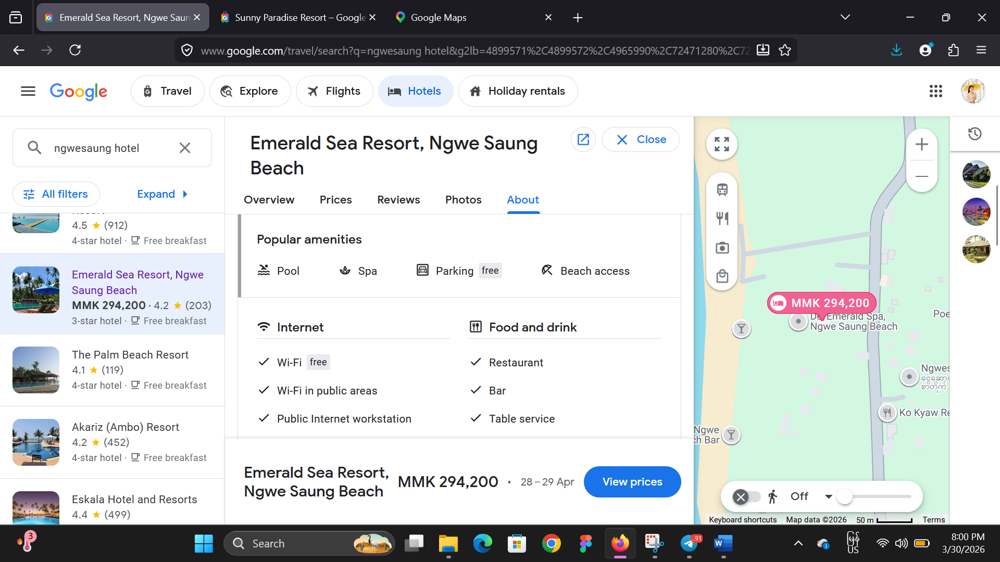 Emerald Sea Resort, Ngwe Saun
Sunny Paradise Resort – Google
Google Maps
www.google.com/travel/search?q=ngwesaung hotel&g2lb=4899571%2C4899572%2C4965990%2C72471280%2C72
Google
Travel
Explore
Flights
Hotels
Holiday rentals
ngwesaung hotel
All filters
Expand
4.5 (912)
4-star hotel · Free breakfast
Emerald Sea Resort, Ngwe
Saung Beach
MMK 294,200 · 4.2 (203)
3-star hotel · Free breakfast
The Palm Beach Resort
4.1 (119)
4-star hotel · Free breakfast
Akariz (Ambo) Resort
4.2 (452)
4-star hotel · Free breakfast
Eskala Hotel and Resorts
4.4 (499)
Emerald Sea Resort, Ngwe Saung
Beach
Close
Overview
Prices
Reviews
Photos
About
Popular amenities
Pool
Spa
Parking free
Beach access
Internet
Wi-Fi free
Wi-Fi in public areas
Public Internet workstation
Food and drink
Restaurant
Bar
Table service
Emerald Sea Resort,
Ngwe Saung Beach
MMK 294,200 · 28 – 29 Apr
View prices
MMK 294,200
De Emerald Spa,
Ngwe Saung Beach
Poe
Ngwes
Ko Kyaw Re
Ngwe
ch Bar
Off
Keyboard shortcuts
Map data ©2026
50 m
Terms
3
Search
..91
မြန်
US
8:00 PM
3/30/2026